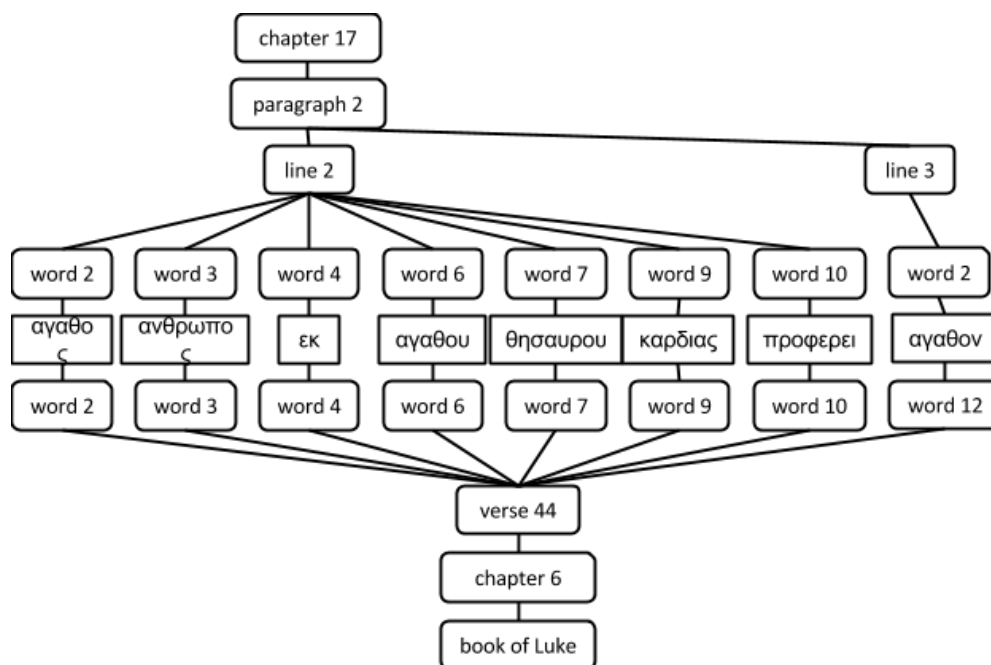 chapter 17
paragraph 2
line 2 line 3
word 2 word 3 word 4 word 6 word 7 word 9 word 10 word 2
αγαθο ανθρωπο εκ αγαθου θησαυρου καρδιας προφερει αγαθον
ς ς
word 2 word 3 word 4 word 6 word 7 word 9 word 10 word 12
verse 44
chapter 6
book of Luke